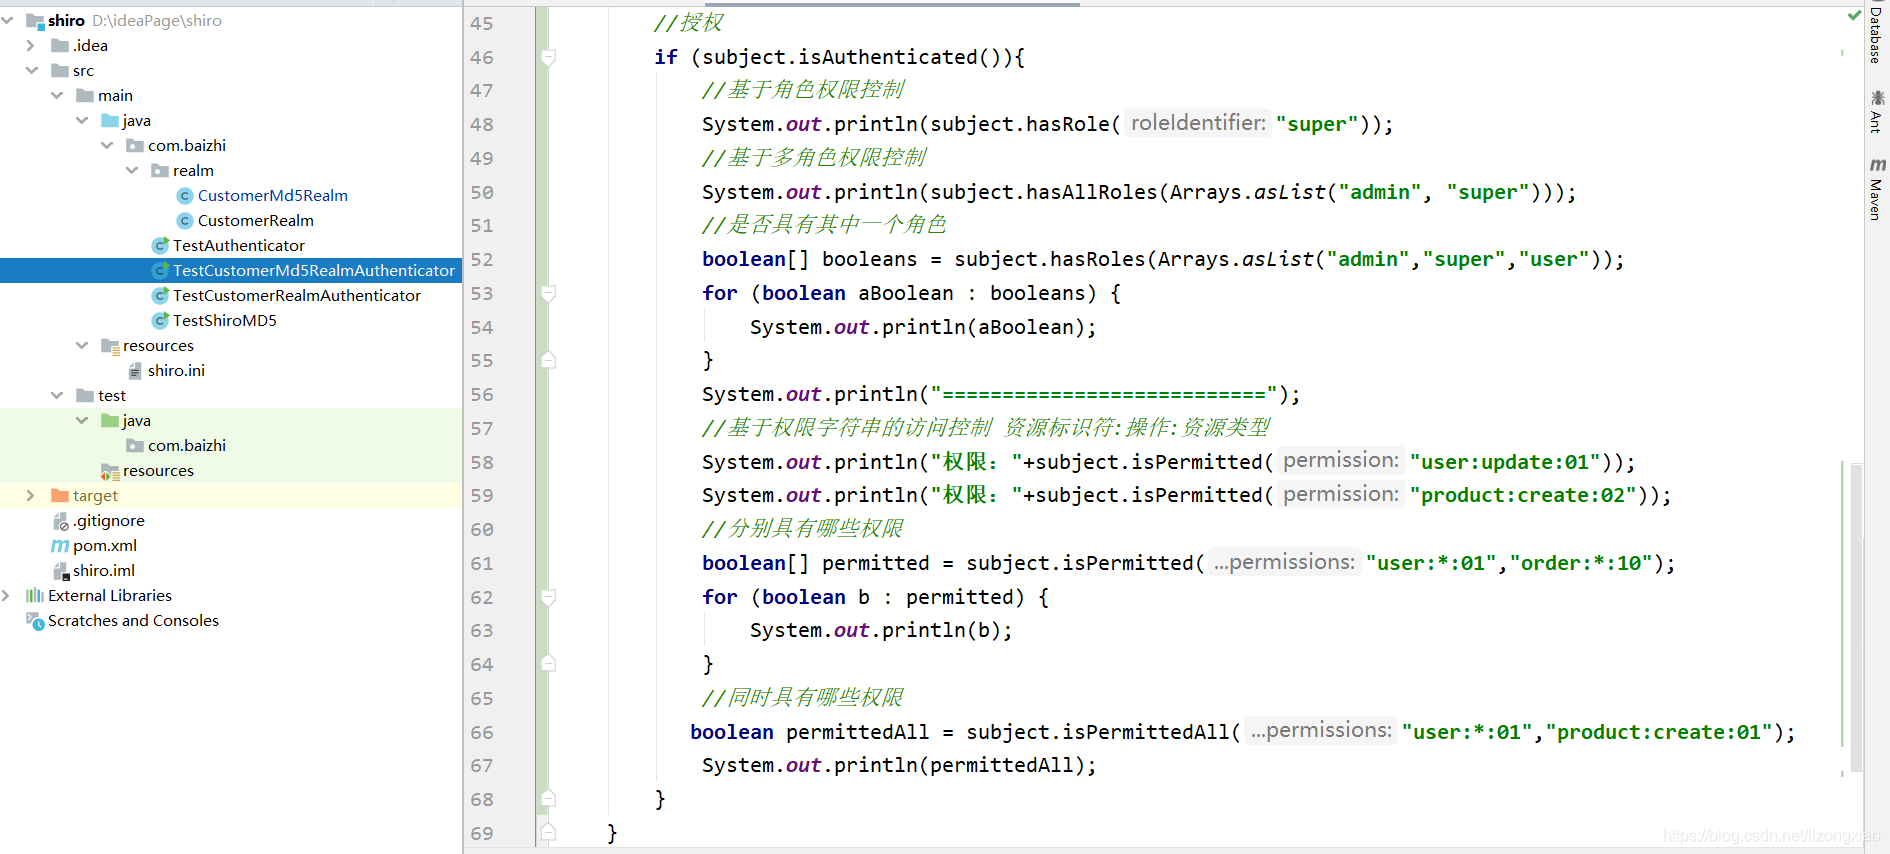 shiro D:\ideaPage\shiro
.idea
src
main
java
com.baizhi
realm
CustomerMd5Realm
CustomerRealm
TestAuthenticator
TestCustomerMd5RealmAuthenticator
TestCustomerRealmAuthenticator
TestShiroMD5
resources
shiro.ini
test
java
com.baizhi
resources
target
.gitignore
pom.xml
shiro.iml
External Libraries
Scratches and Consoles
45 //授权
46 if (subject.isAuthenticated()){
47 //基于角色权限控制
48 System.out.println(subject.hasRole( roleIdentifier: "super"));
49 //基于多角色权限控制
50 System.out.println(subject.hasAllRoles(Arrays.asList("admin", "super")));
51 //是否具有其中一个角色
52 boolean[] booleans = subject.hasRoles(Arrays.asList("admin","super","user"));
53 for (boolean aBoolean : booleans) {
54 System.out.println(aBoolean);
55 }
56 System.out.println("===========================");
57 //基于权限字符串的访问控制 资源标识符:操作:资源类型
58 System.out.println("权限: "+subject.isPermitted( permission: "user:update:01"));
59 System.out.println("权限: "+subject.isPermitted( permission: "product:create:02"));
60 //分别具有哪些权限
61 boolean[] permitted = subject.isPermitted( ...permissions: "user:*:01","order:*:10");
62 for (boolean b : permitted) {
63 System.out.println(b);
64 }
65 //同时具有哪些权限
66 boolean permittedAll = subject.isPermittedAll( ...permissions: "user:*:01","product:create:01");
67 System.out.println(permittedAll);
68 }
69 }
Database
Ant
Maven
https://blog.csdn.net/lizongxiao